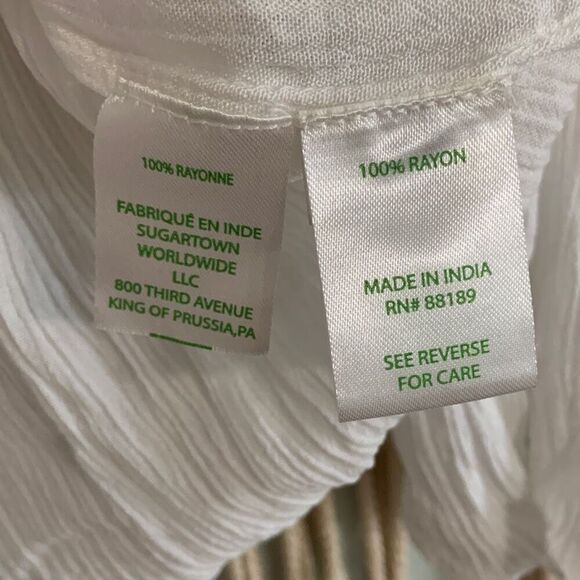 100% RAYONNE
FABRIQUÉ EN INDE
SUGARTOWN
WORLDWIDE
LLC
800 THIRD AVENUE
KING OF PRUSSIA,PA
100% RAYON
MADE IN INDIA
RN# 88189
SEE REVERSE
FOR CARE